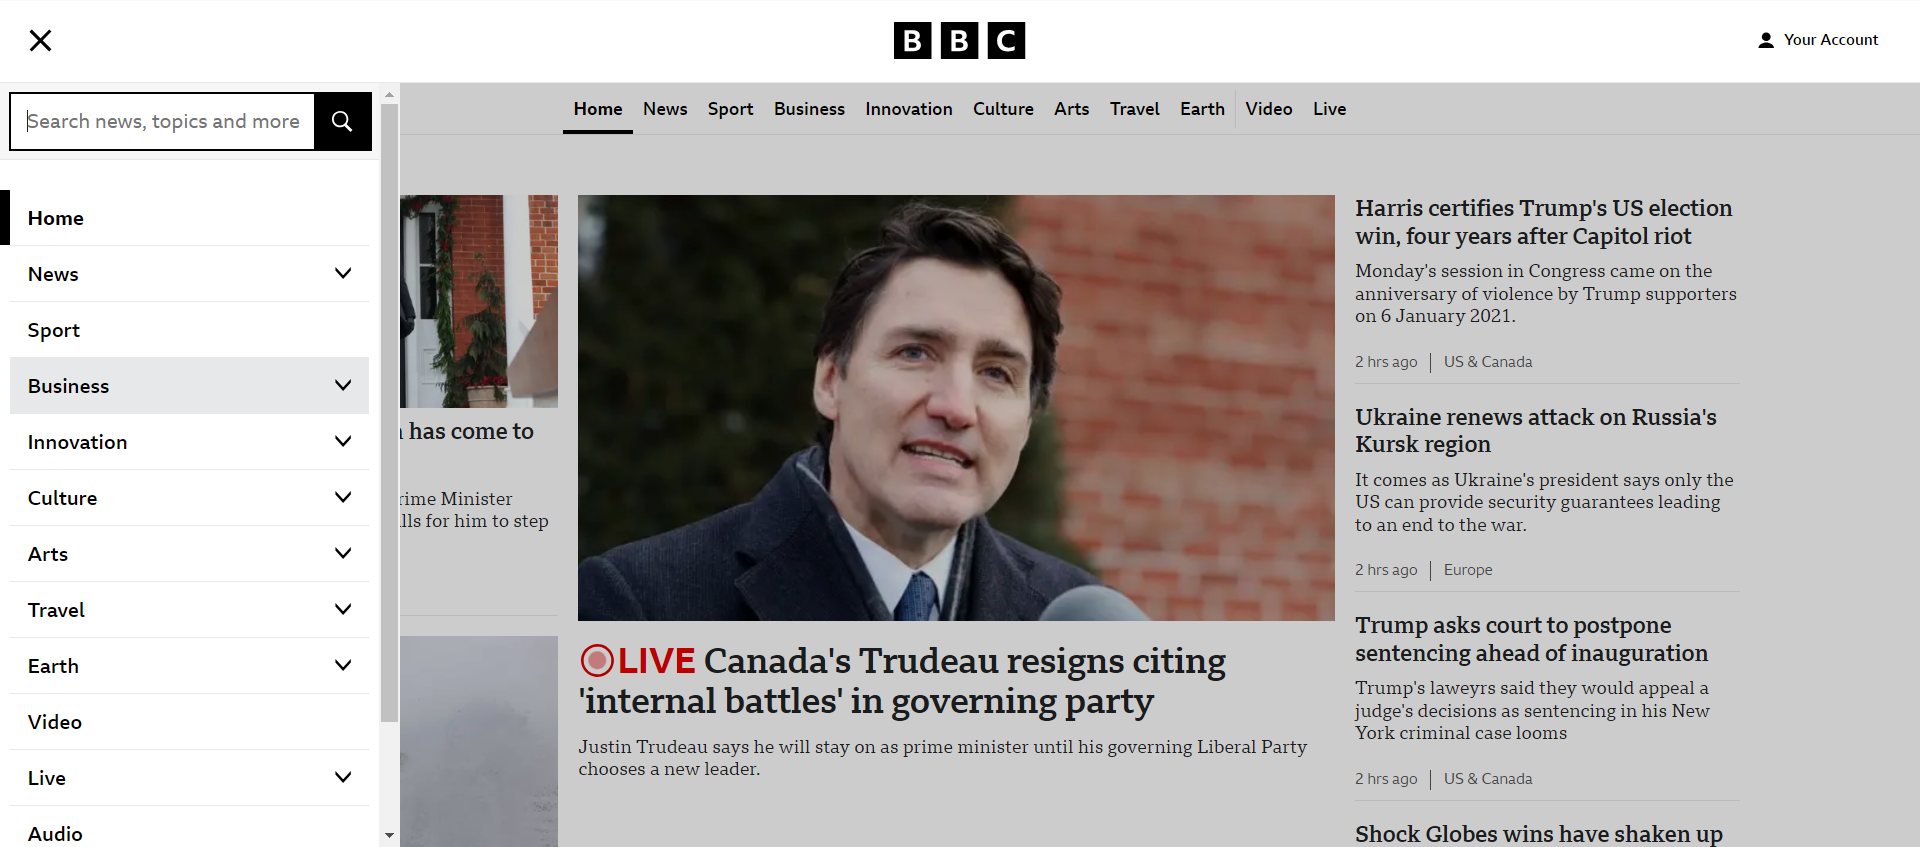 BBC
Your Account
Search news, topics and more
Home
News
Sport
Business
Innovation
Culture
Arts
Travel
Earth
Video
Live
Audio
Home News Sport Business Innovation Culture Arts Travel Earth Video Live
has come to
rime Minister
lls for him to step
LIVE Canada's Trudeau resigns citing
'internal battles' in governing party
Justin Trudeau says he will stay on as prime minister until his governing Liberal Party
chooses a new leader.
Harris certifies Trump's US election
win, four years after Capitol riot
Monday's session in Congress came on the
anniversary of violence by Trump supporters
on 6 January 2021.
2 hrs ago | US & Canada
Ukraine renews attack on Russia's
Kursk region
It comes as Ukraine's president says only the
US can provide security guarantees leading
to an end to the war.
2 hrs ago | Europe
Trump asks court to postpone
sentencing ahead of inauguration
Trump's laweyrs said they would appeal a
judge's decisions as sentencing in his New
York criminal case looms
2 hrs ago | US & Canada
Shock Globes wins have shaken up